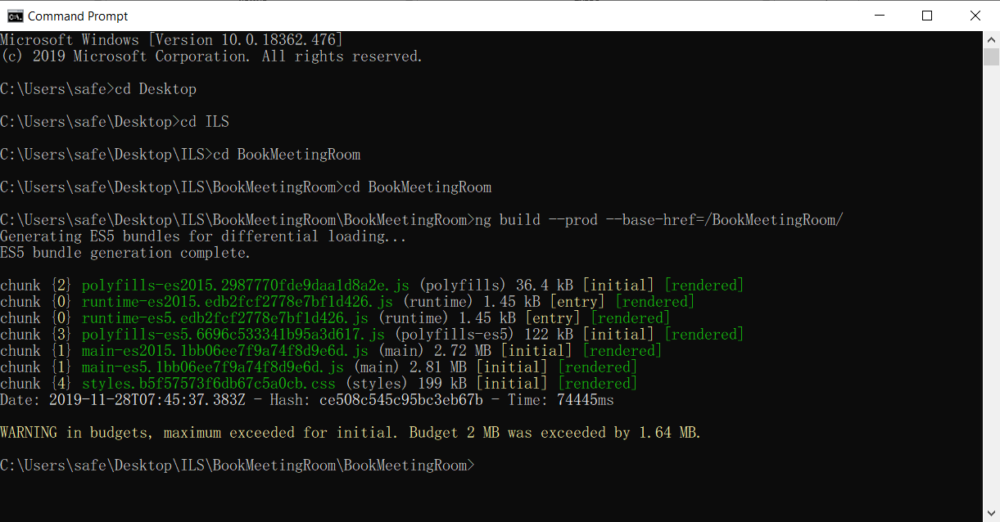 Command Prompt
Microsoft Windows [Version 10.0.18362.476]
(c) 2019 Microsoft Corporation. All rights reserved.
C:\Users\safe>cd Desktop
C:\Users\safe\Desktop>cd ILS
C:\Users\safe\Desktop\ILS>cd BookMeetingRoom
C:\Users\safe\Desktop\ILS\BookMeetingRoom>cd BookMeetingRoom
C:\Users\safe\Desktop\ILS\BookMeetingRoom\BookMeetingRoom>ng build --prod --base-href=/BookMeetingRoom/
Generating ES5 bundles for differential loading...
ES5 bundle generation complete.
chunk {2} polyfills-es2015.2987770fde9daa1d8a2e.js (polyfills) 36.4 kB [initial] [rendered]
chunk {0} runtime-es2015.edb2fcf2778e7bf1d426.js (runtime) 1.45 kB [entry] [rendered]
chunk {0} runtime-es5.edb2fcf2778e7bf1d426.js (runtime) 1.45 kB [entry] [rendered]
chunk {3} polyfills-es5.6696c533341b95a3d617.js (polyfills-es5) 122 kB [initial] [rendered]
chunk {1} main-es2015.1bb06ee7f9a74f8d9e6d.js (main) 2.72 MB [initial] [rendered]
chunk {1} main-es5.1bb06ee7f9a74f8d9e6d.js (main) 2.81 MB [initial] [rendered]
chunk {4} styles.b5f57573f6db67c5a0cb.css (styles) 199 kB [initial] [rendered]
Date: 2019-11-28T07:45:37.383Z - Hash: ce508c545c95bc3eb67b - Time: 74445ms
WARNING in budgets, maximum exceeded for initial. Budget 2 MB was exceeded by 1.64 MB.
C:\Users\safe\Desktop\ILS\BookMeetingRoom\BookMeetingRoom>